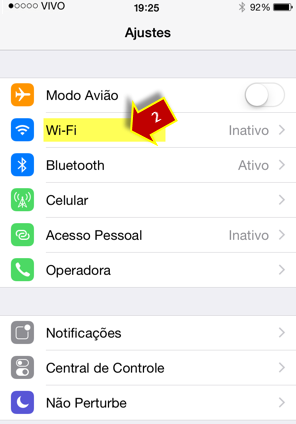 VIVO 19:25 92%
Ajustes
Modo Avião
2
Wi-Fi Inativo
Bluetooth Ativo
Celular
Acesso Pessoal Inativo
Operadora
Notificações
Central de Controle
Não Perturbe